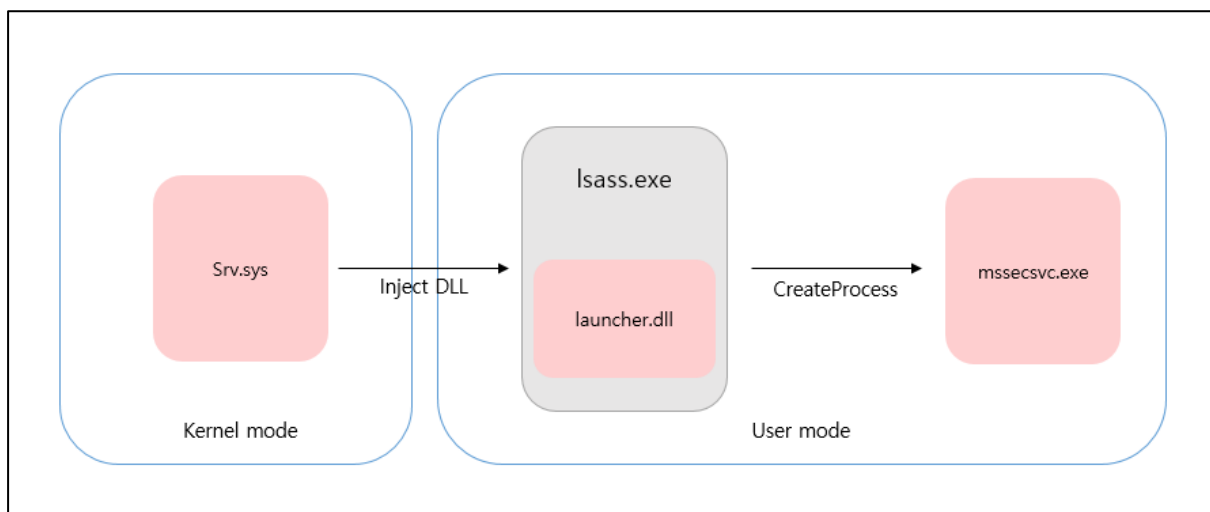 lsass.exe
Srv.sys
Inject DLL
launcher.dll
CreateProcess
mssecsvc.exe
Kernel mode
User mode